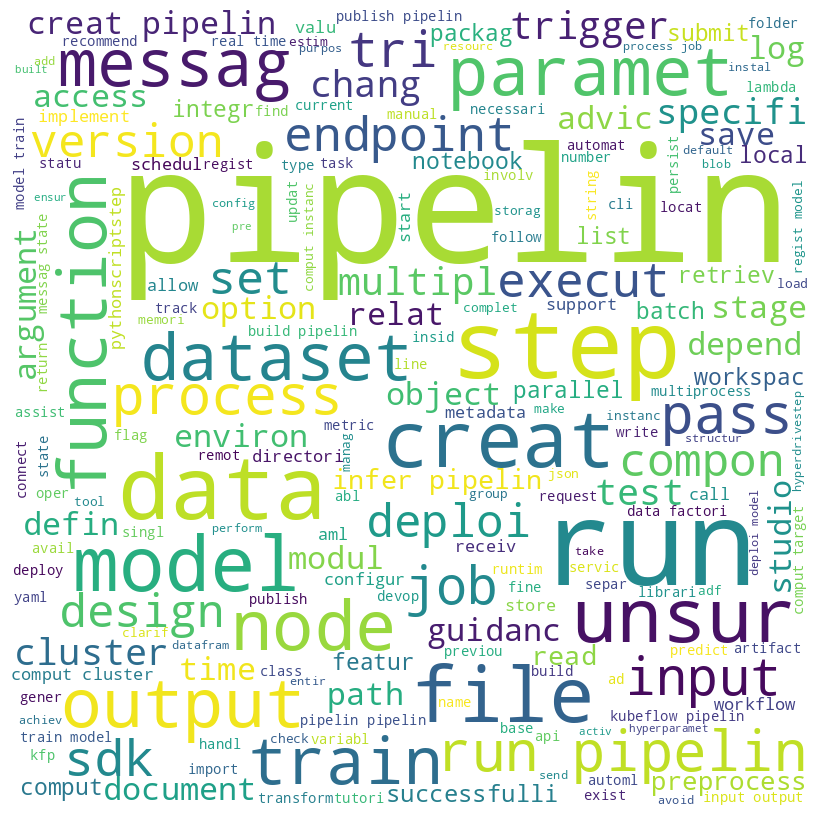 creat pipelin
publish pipelin
valu
packag
trigger
submit
folder
recommend
real time
estim
purpos
tri
resourc
process job
log
add
built
messag
chang
paramet
instal
lambda
access
integr
find
current
manual
necessari
advic
specifi
implement
version
endpoint
automat
default
save
model train
statu
schedul
regist
type
task
notebook
number
blob
local
ensur
config
pipelin
involv
string
cli
persist
locat
function
pre
updat
comput instanc
start
storag
follow
list
regist model
argument
messag state
return
pythonscriptstep
allow
set
multipl
execut
retriev
load
track
option
relat
complet
support
batch
stage
memori
build pipelin
insid
step
dataset
line
depend
process
object
parallel
multiprocess
workspac
assist
metadata
make
instanc
pass
flag
environ
metric
creat
write
structur
hyperdrivestep
connect
state
remot
directori
manag
infer pipelin
json
compon
oper
tool
data
abl
group
request
test
call
studio
defin
singl
perform
aml
deploi
data factori
run
deploi model
comput target
avail
receiv
take
deploy
model
modul
configur
runtim
servic
librari
adf
yaml
design
publish
devop
job
fine
separ
unsur
clarif
node
store
cluster
datafram
guidanc
predict
artifact
time
class
featur
previou
read
input
comput cluster
entir
build
ad
gener
output
path
file
name
workflow
achiev
pipelin pipelin
base
kubeflow pipelin
train model
check
variabl
api
activ
hyperparamet
kfp
sdk
handl
train
send
run pipelin
comput
import
automl
preprocess
document
transform
tutori
successfulli
exist
avoid
input output